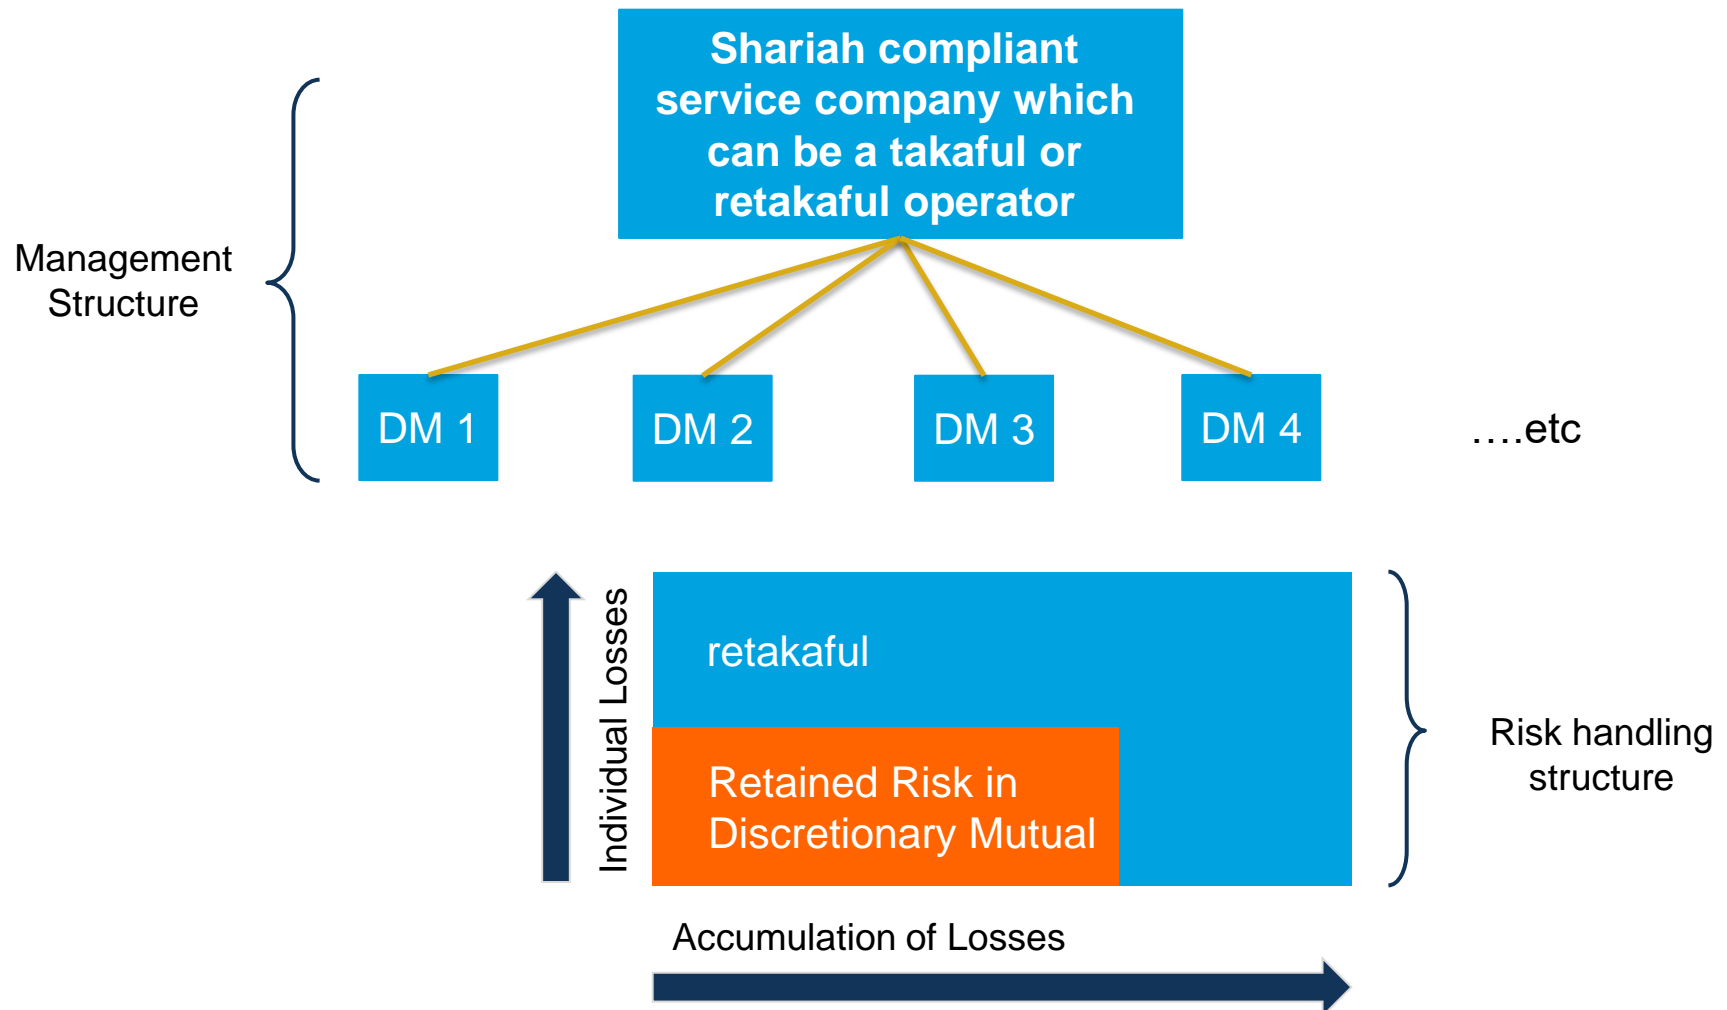 Shariah compliant
service company which
can be a takaful or
retakaful operator
Management
Structure
DM 1
DM 2
DM 3
DM 4
….etc
Individual Losses
retakaful
Retained Risk in
Discretionary Mutual
Risk handling
structure
Accumulation of Losses